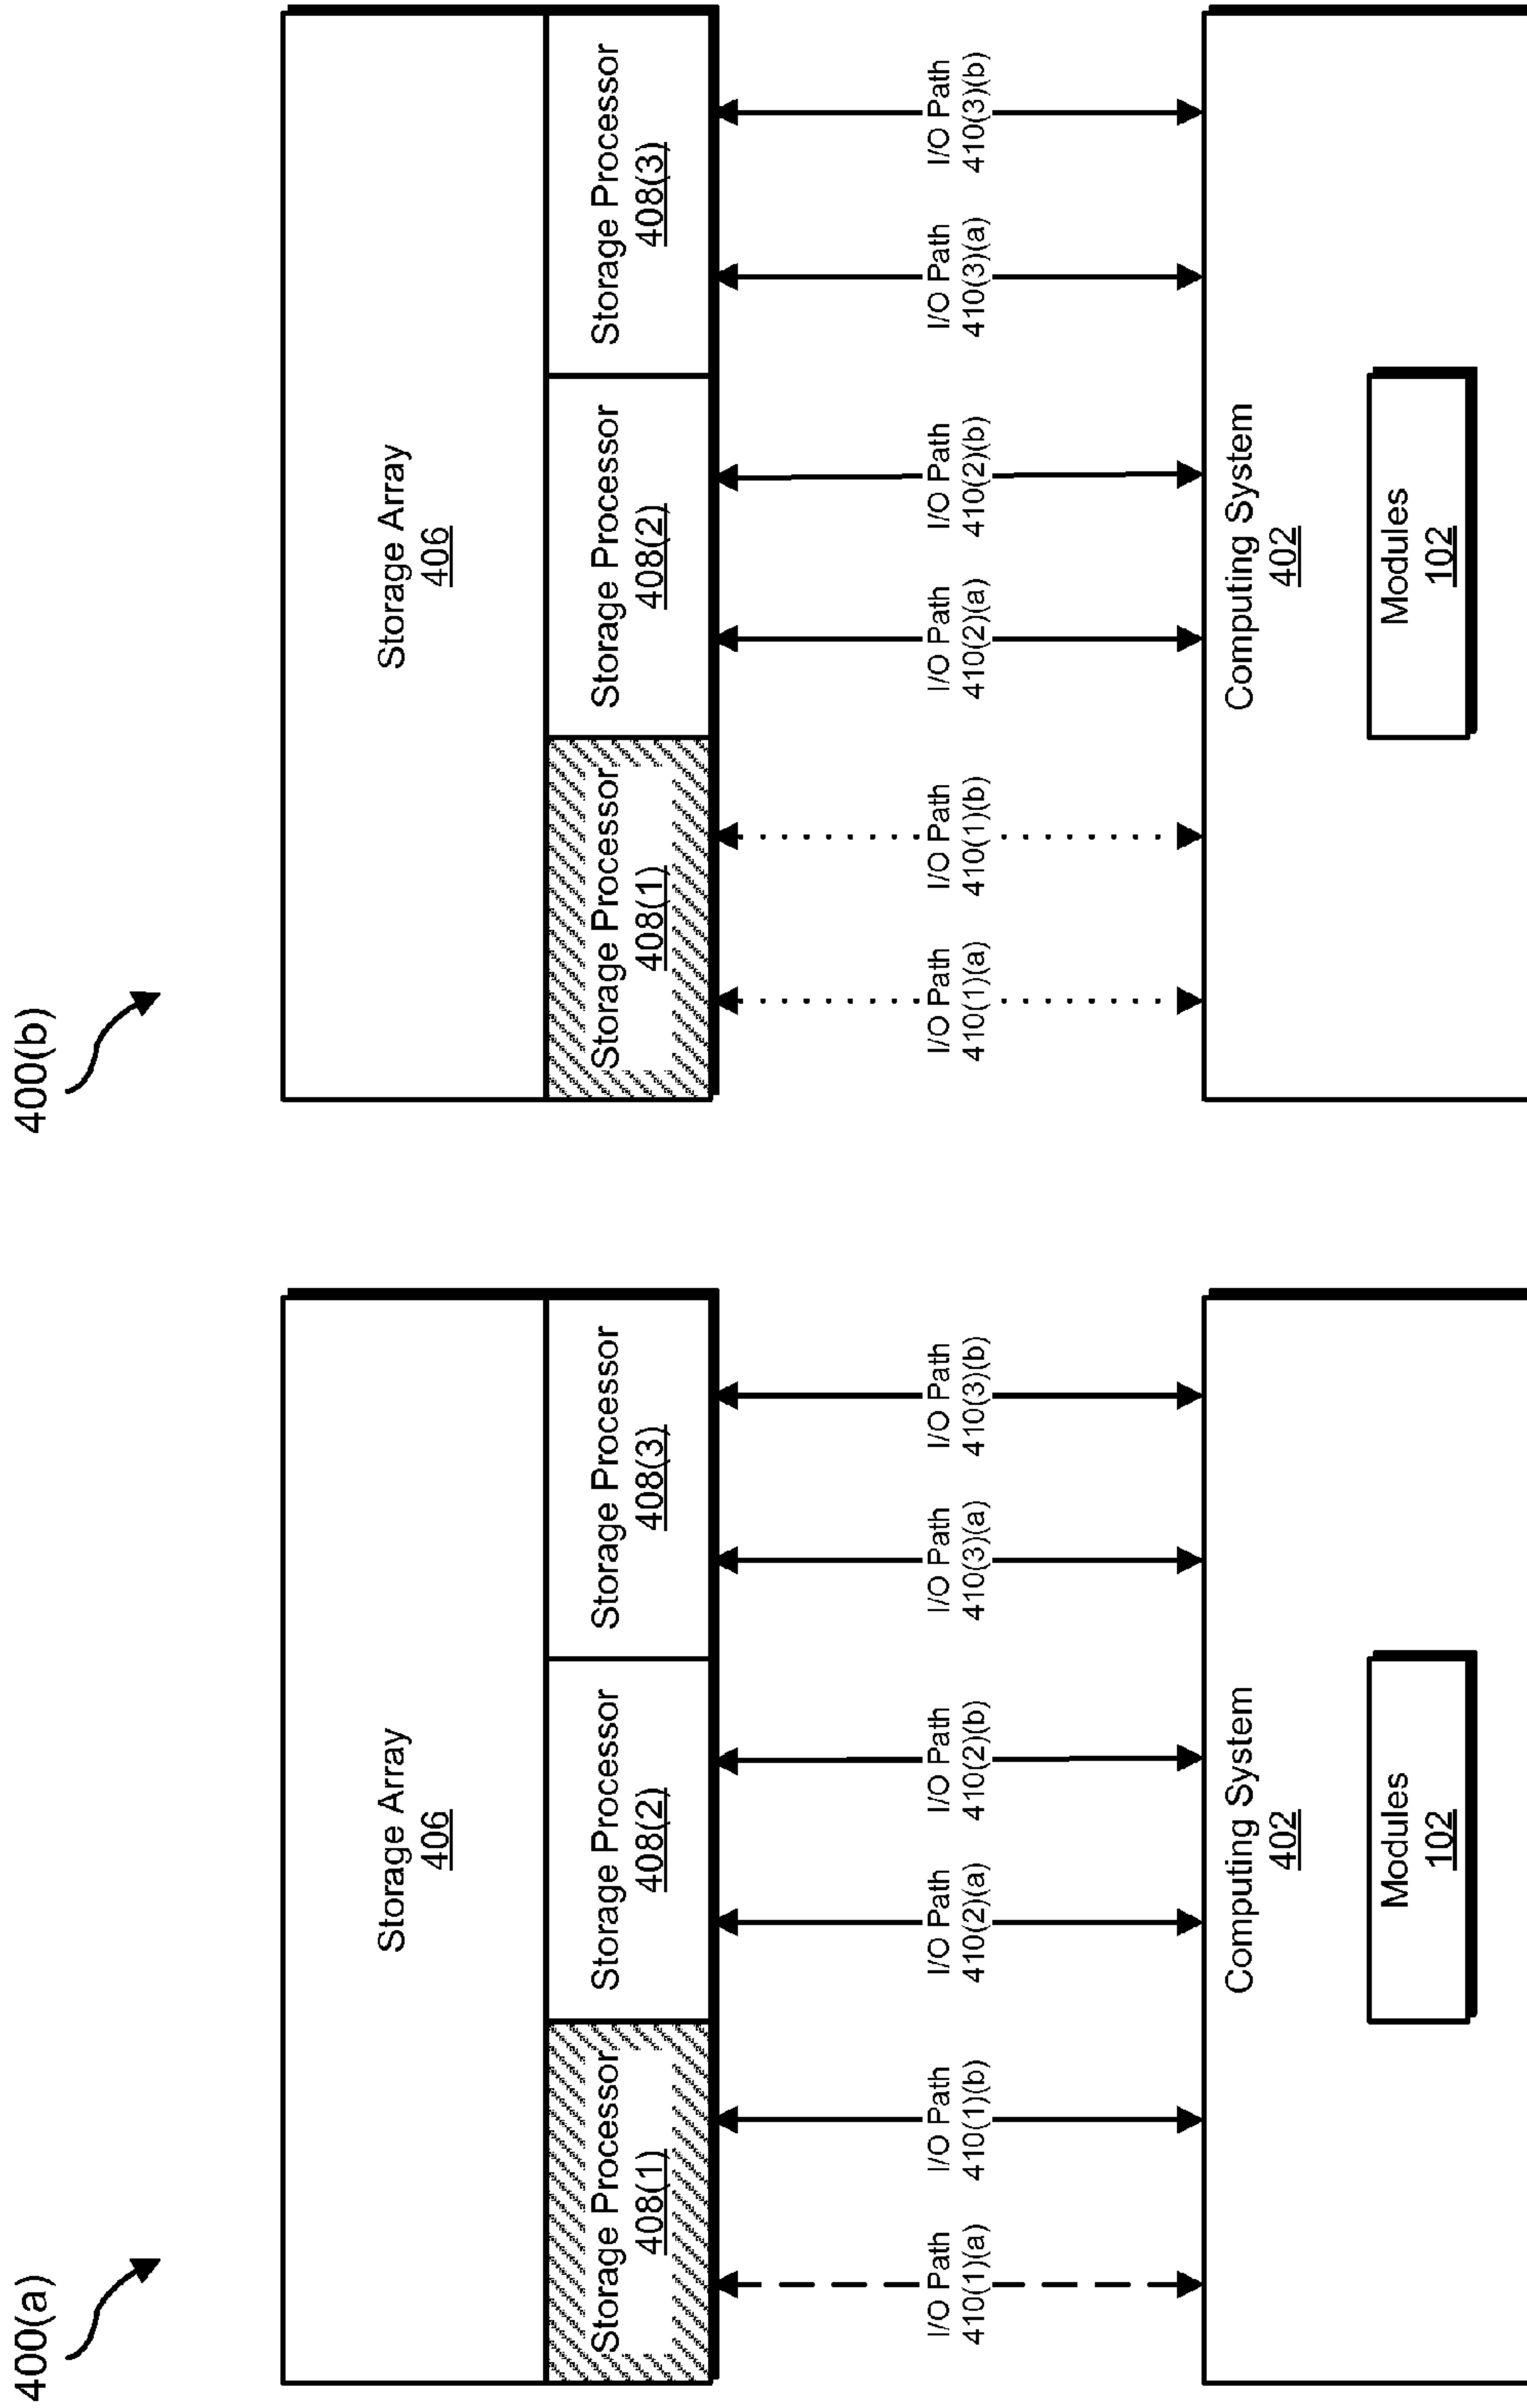 400(a)
Storage Array
406
Storage Processor
408(1)
Storage Processor
408(2)
Storage Processor
408(3)
I/O Path
410(1)(a)
I/O Path
410(1)(b)
I/O Path
410(2)(a)
I/O Path
410(2)(b)
I/O Path
410(3)(a)
I/O Path
410(3)(b)
Computing System
402
Modules
102
400(b)
Storage Array
406
Storage Processor
408(1)
Storage Processor
408(2)
Storage Processor
408(3)
I/O Path
410(1)(a)
I/O Path
410(1)(b)
I/O Path
410(2)(a)
I/O Path
410(2)(b)
I/O Path
410(3)(a)
I/O Path
410(3)(b)
Computing System
402
Modules
102